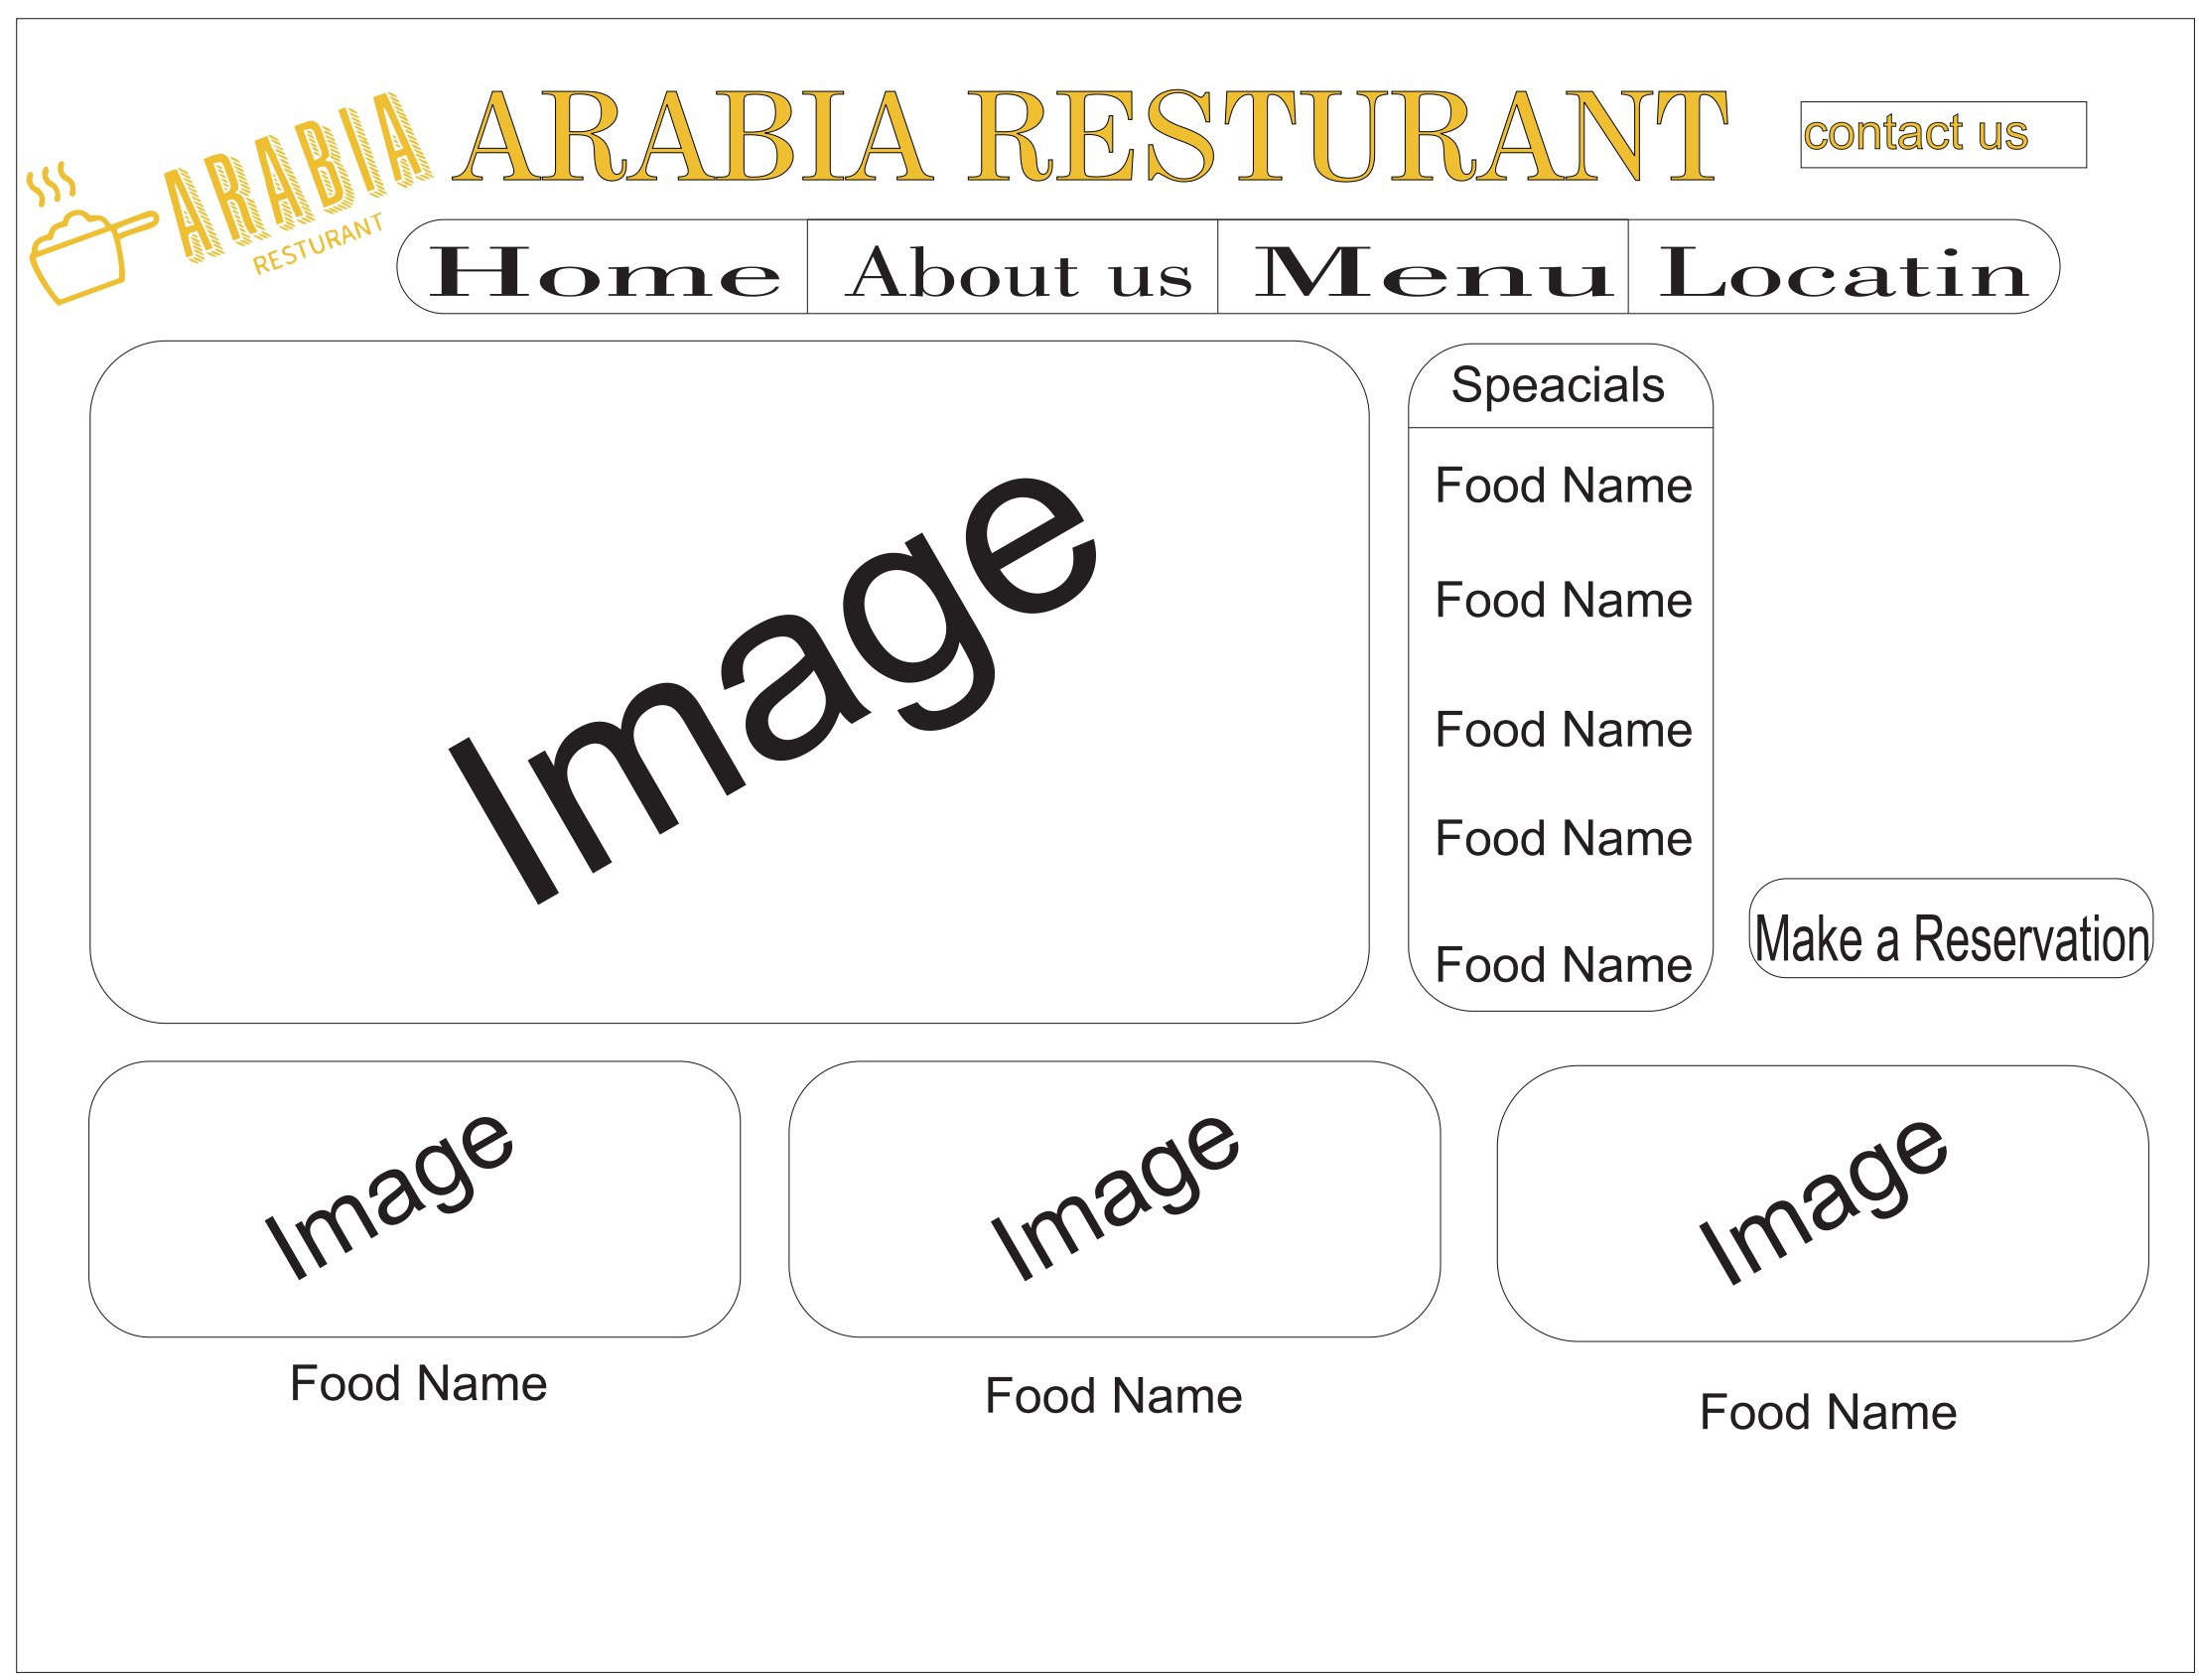 ARABIA
RESTURANT
ARABIA RESTURANT
contact us
Home
About us
Menu
Locatin
Image
Speacials
Food Name
Food Name
Food Name
Food Name
Food Name
Make a Reservation
Image
Image
Image
Food Name
Food Name
Food Name